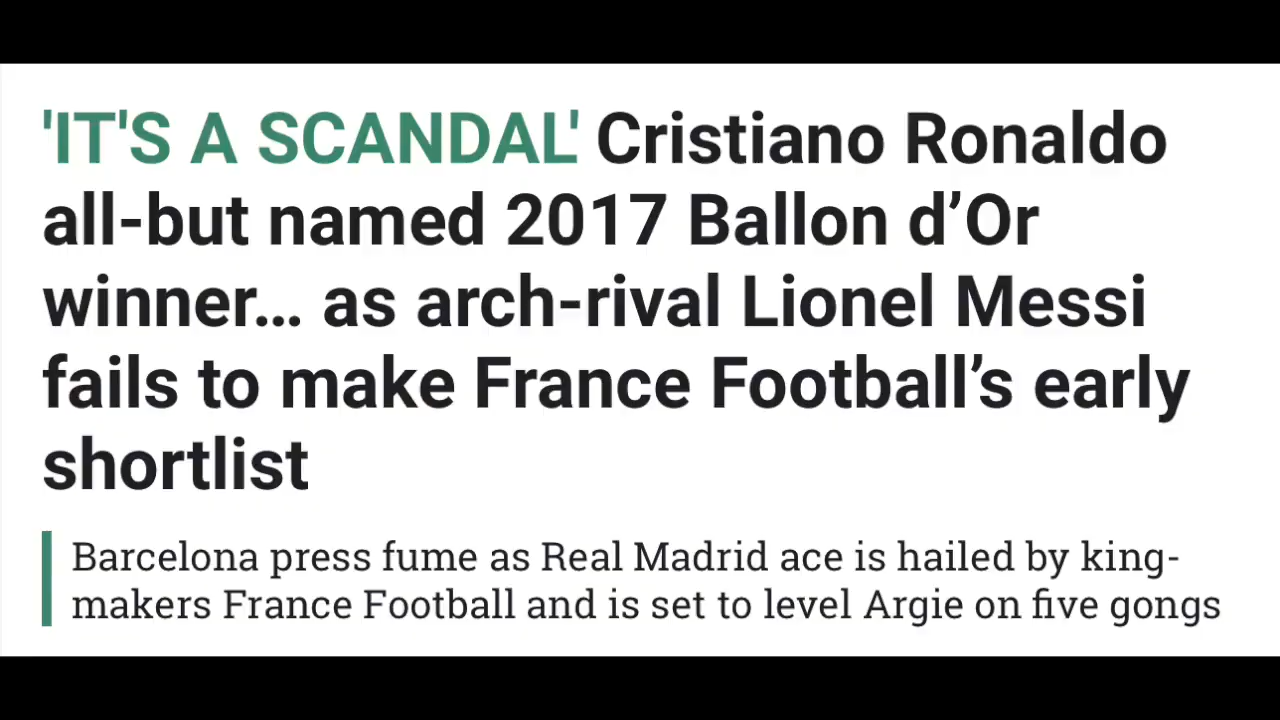 'IT'S A SCANDAL' Cristiano Ronaldo
all-but named 2017 Ballon d’Or
winner... as arch-rival Lionel Messi
fails to make France Football’s early
shortlist
Barcelona press fume as Real Madrid ace is hailed by king-
makers France Football and is set to level Argie on five gongs